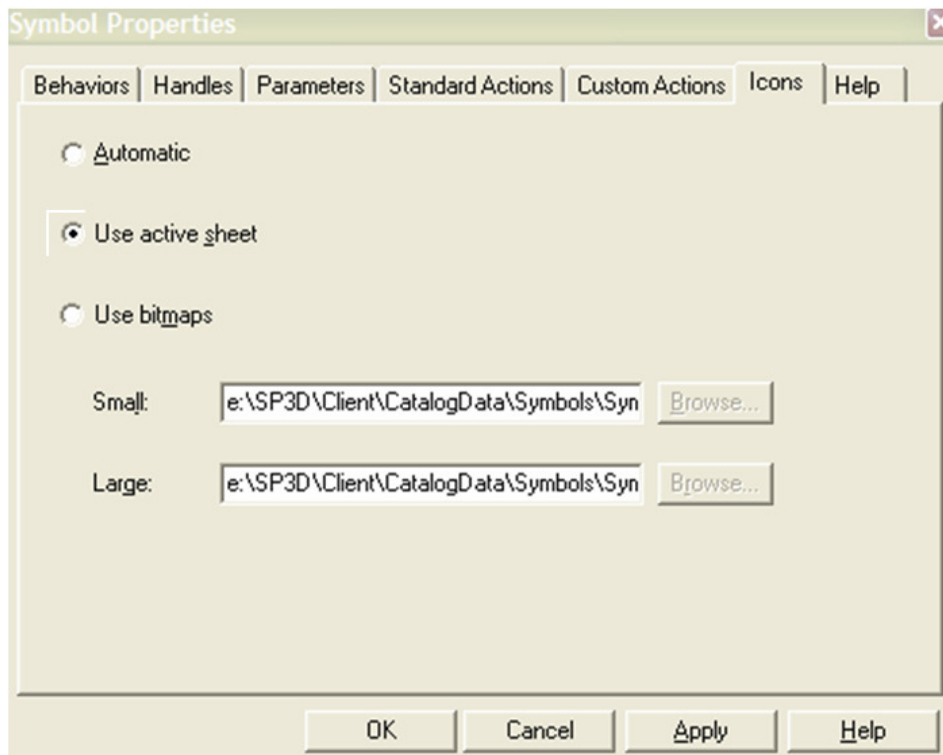 Symbol Properties
Behaviors Handles Parameters Standard Actions Custom Actions Icons Help
Automatic
Use active sheet
Use bitmaps
Small: e:\SP3D\Client\CatalogData\Symbols\Syn Browse...
Large: e:\SP3D\Client\CatalogData\Symbols\Syn Browse...
OK Cancel Apply Help